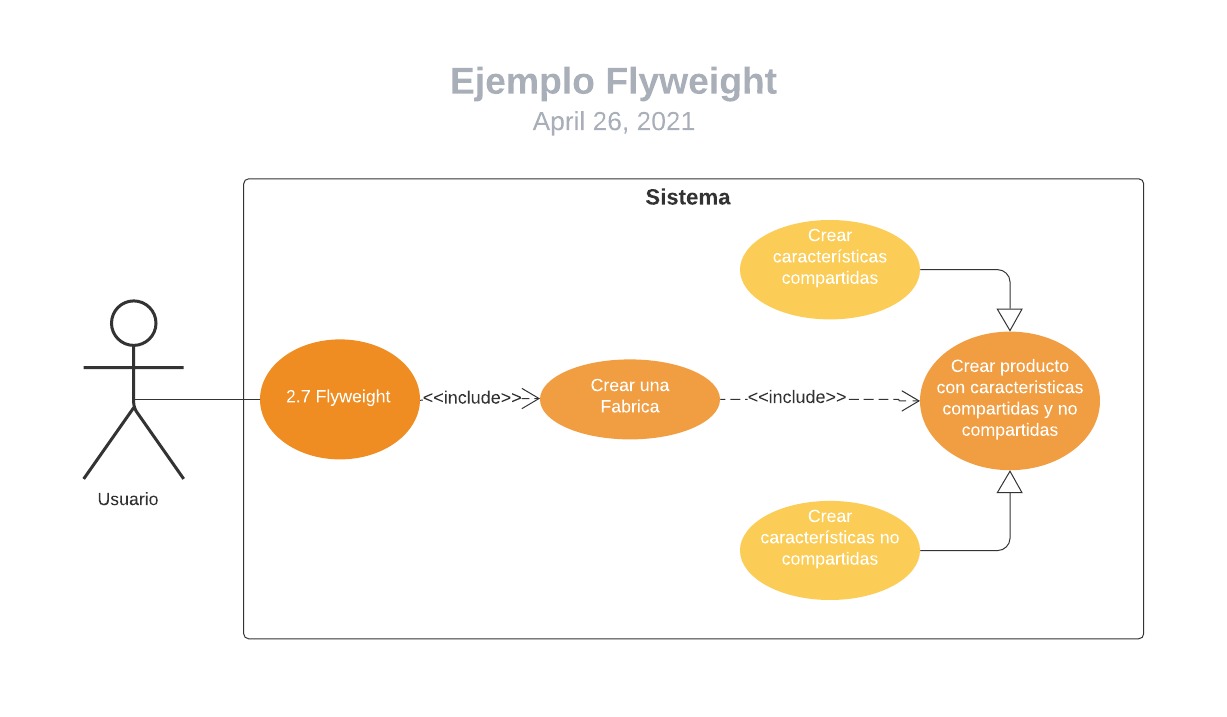 Ejemplo Flyweight
April 26, 2021
Sistema
Crear
características
compartidas
2.7 Flyweight
<<include>>
Crear una
Fabrica
<<include>>
Crear producto
con caracteristicas
compartidas y no
compartidas
Usuario
Crear
características no
compartidas